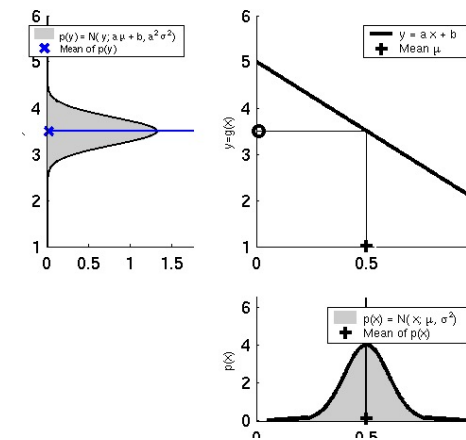 6
5
4
3
2
1
0 0.5 1 1.5
p(y) = N( y; a μ + b, a² σ²)
Mean of p(y)
6
5
4
3
2
1
0 0.5
y=g(x)
y = a x + b
Mean μ
6
4
2
0
0 0.5
p(x)
p(x) = N( x; μ, σ²)
Mean of p(x)